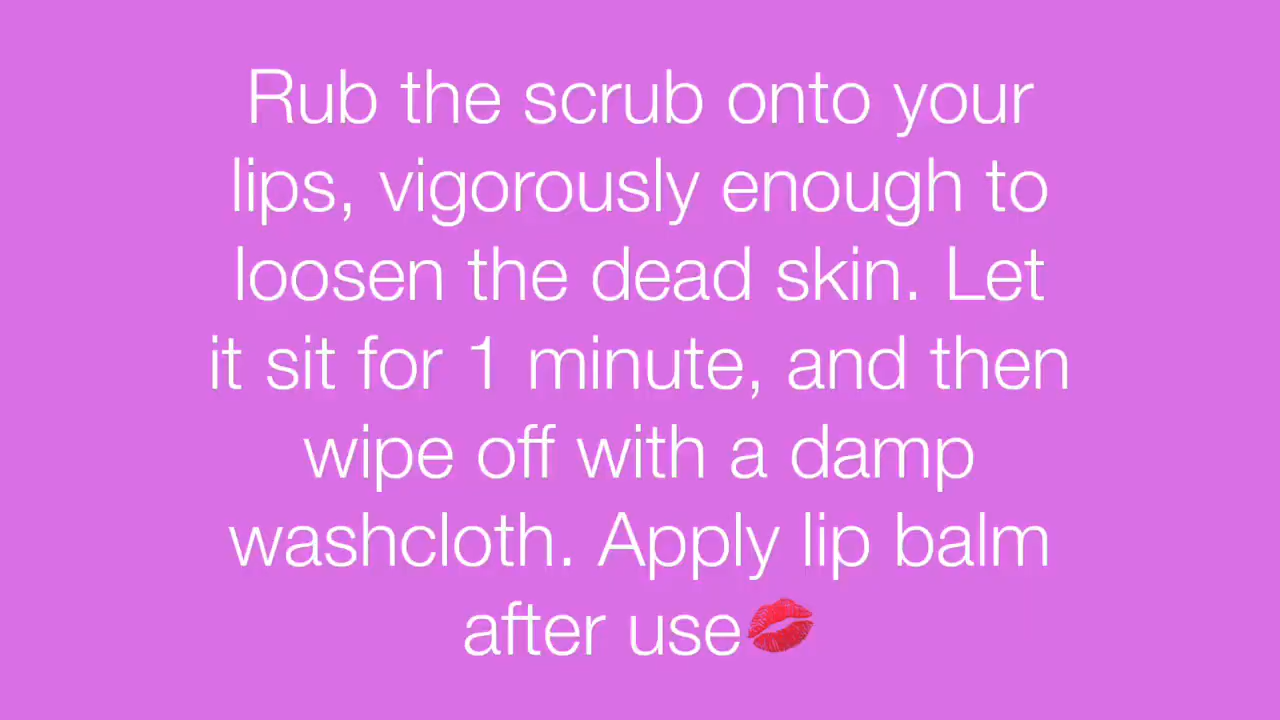 Rub the scrub onto your
lips, vigorously enough to
loosen the dead skin. Let
it sit for 1 minute, and then
wipe off with a damp
washcloth. Apply lip balm
after use💋